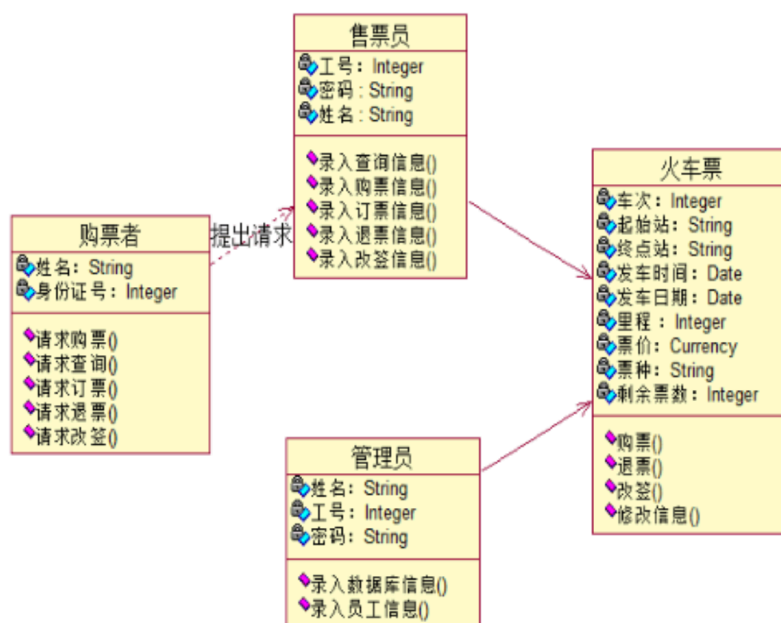 售票员
工号：Integer
密码：String
姓名：String
录入查询信息()
录入购票信息()
录入订票信息()
录入退票信息()
录入改签信息()
提出请求
购票者
姓名：String
身份证号：Integer
请求购票()
请求查询()
请求订票()
请求退票()
请求改签()
火车票
车次：Integer
起始站：String
终点站：String
发车时间：Date
发车日期：Date
里程：Integer
票价：Currency
票种：String
剩余票数：Integer
购票()
退票()
改签()
修改信息()
管理员
姓名：String
工号：Integer
密码：String
录入数据库信息()
录入员工信息()